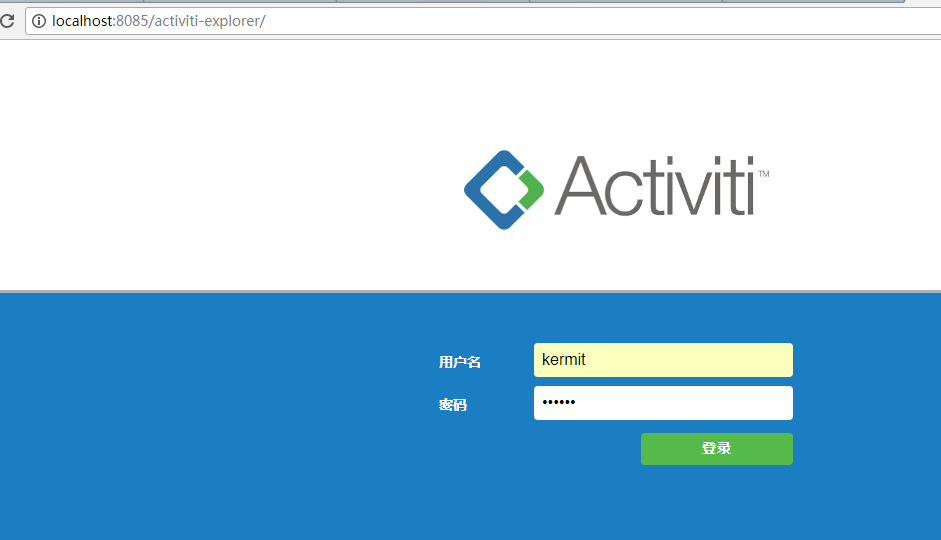 localhost:8085/activiti-explorer/
Activiti™
用户名
kermit
密码
••••••
登录